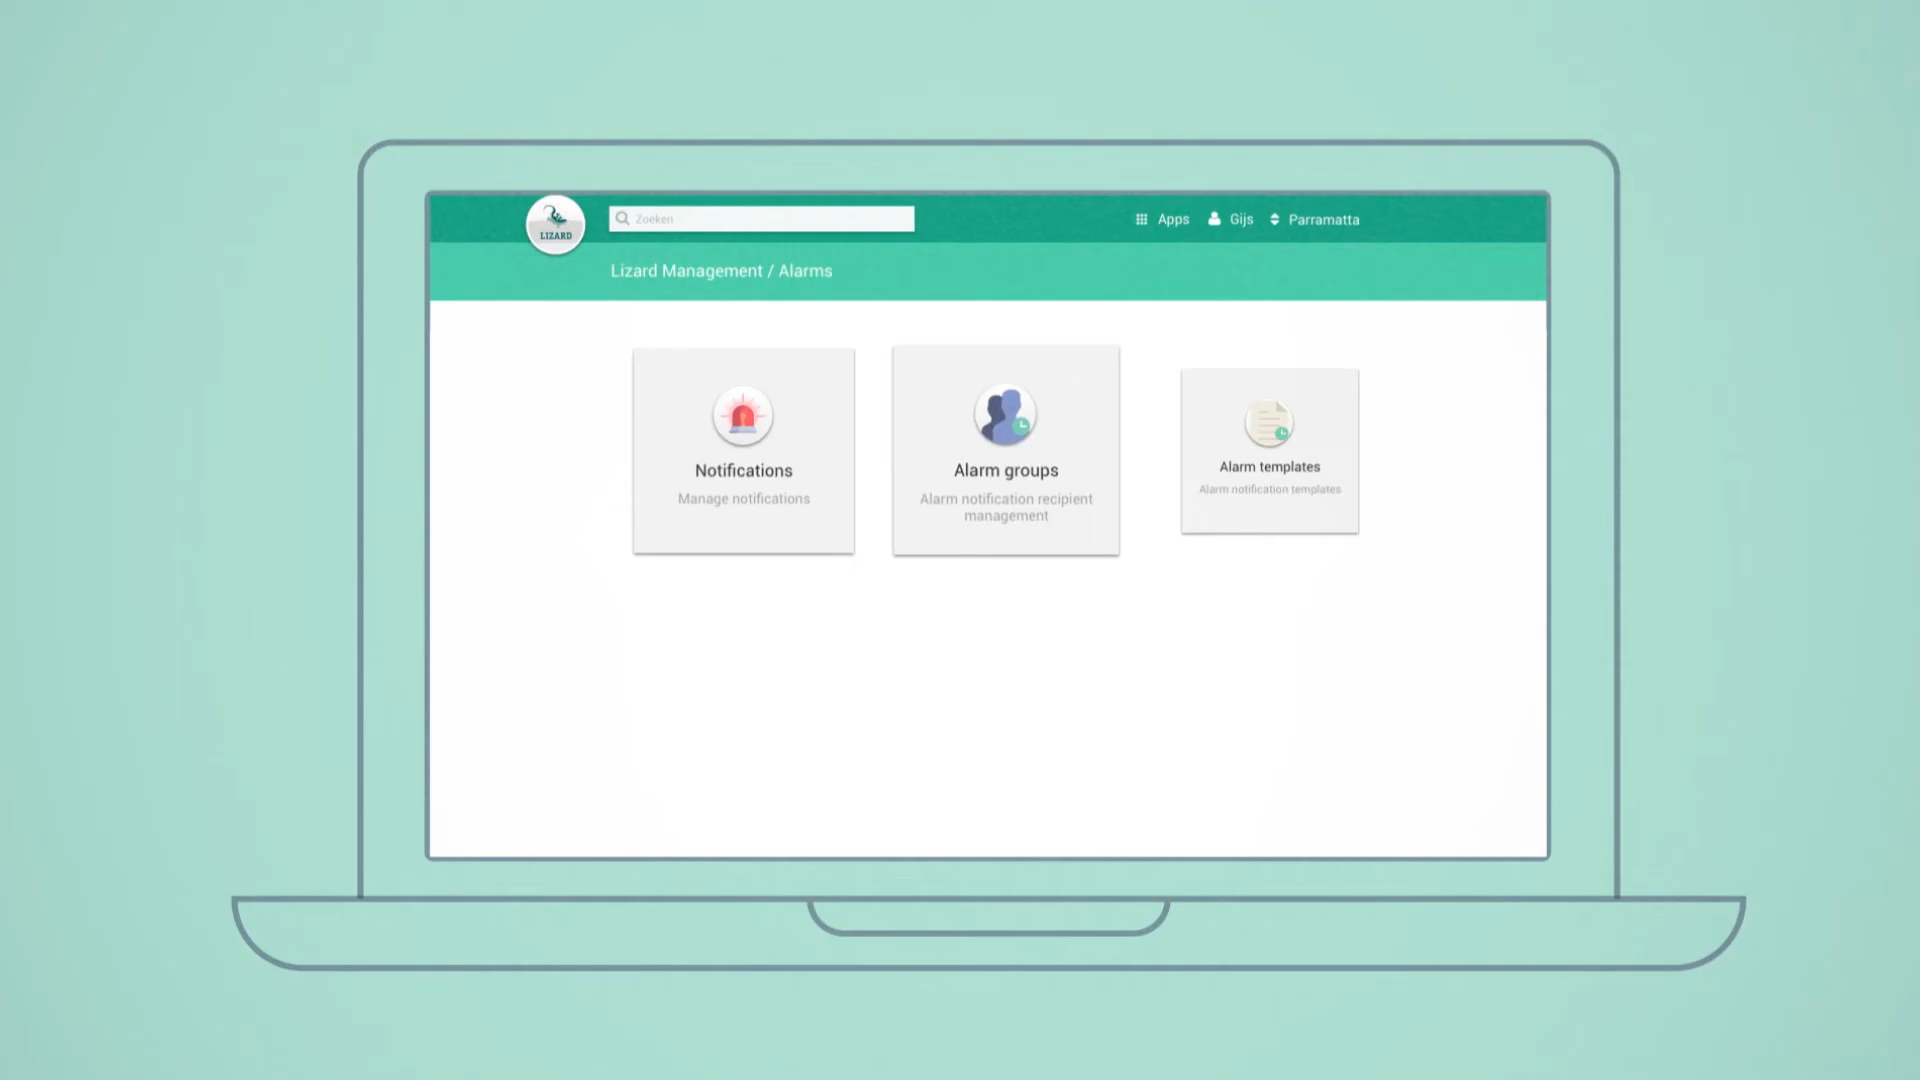 LIZARD
Zoeken
Apps
Gijs
Parramatta
Lizard Management / Alarms
Notifications
Manage notifications
Alarm groups
Alarm notification recipient
management
Alarm templates
Alarm notification templates